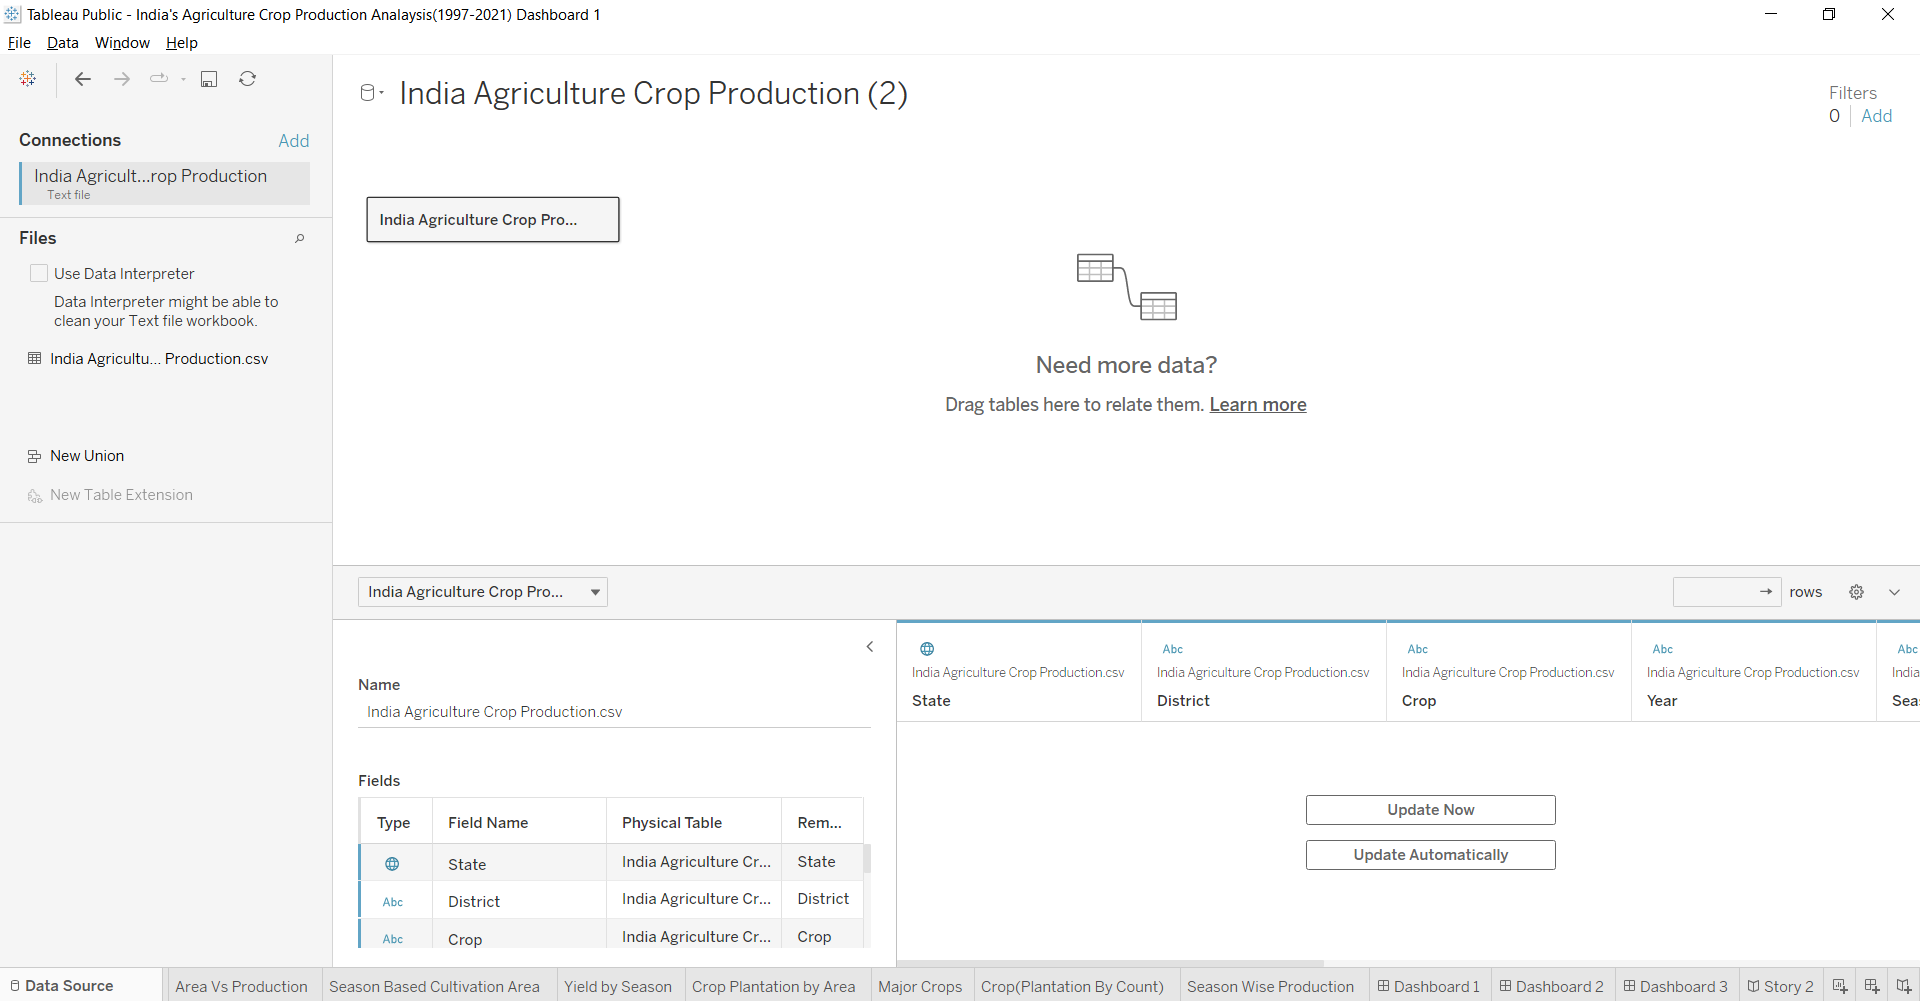 Tableau Public - India's Agriculture Crop Production Analaysis(1997-2021) Dashboard 1
File Data Window Help
Connections Add
India Agricult...rop Production
Text file
Files
Use Data Interpreter
Data Interpreter might be able to
clean your Text file workbook.
India Agricultu... Production.csv
New Union
New Table Extension
India Agriculture Crop Production (2)
Filters
0 Add
India Agriculture Crop Pro...
Need more data?
Drag tables here to relate them. Learn more
India Agriculture Crop Pro... rows
Name
India Agriculture Crop Production.csv
Fields
Type Field Name Physical Table Rem...
State India Agriculture Cr... State
Abc District India Agriculture Cr... District
Abc Crop India Agriculture Cr... Crop
Abc Abc Abc Abc
India Agriculture Crop Production.csv India Agriculture Crop Production.csv India Agriculture Crop Production.csv India Agriculture Crop Production.csv India
State District Crop Year Sea
Update Now
Update Automatically
Data Source Area Vs Production Season Based Cultivation Area Yield by Season Crop Plantation by Area Major Crops Crop(Plantation By Count) Season Wise Production Dashboard 1 Dashboard 2 Dashboard 3 Story 2